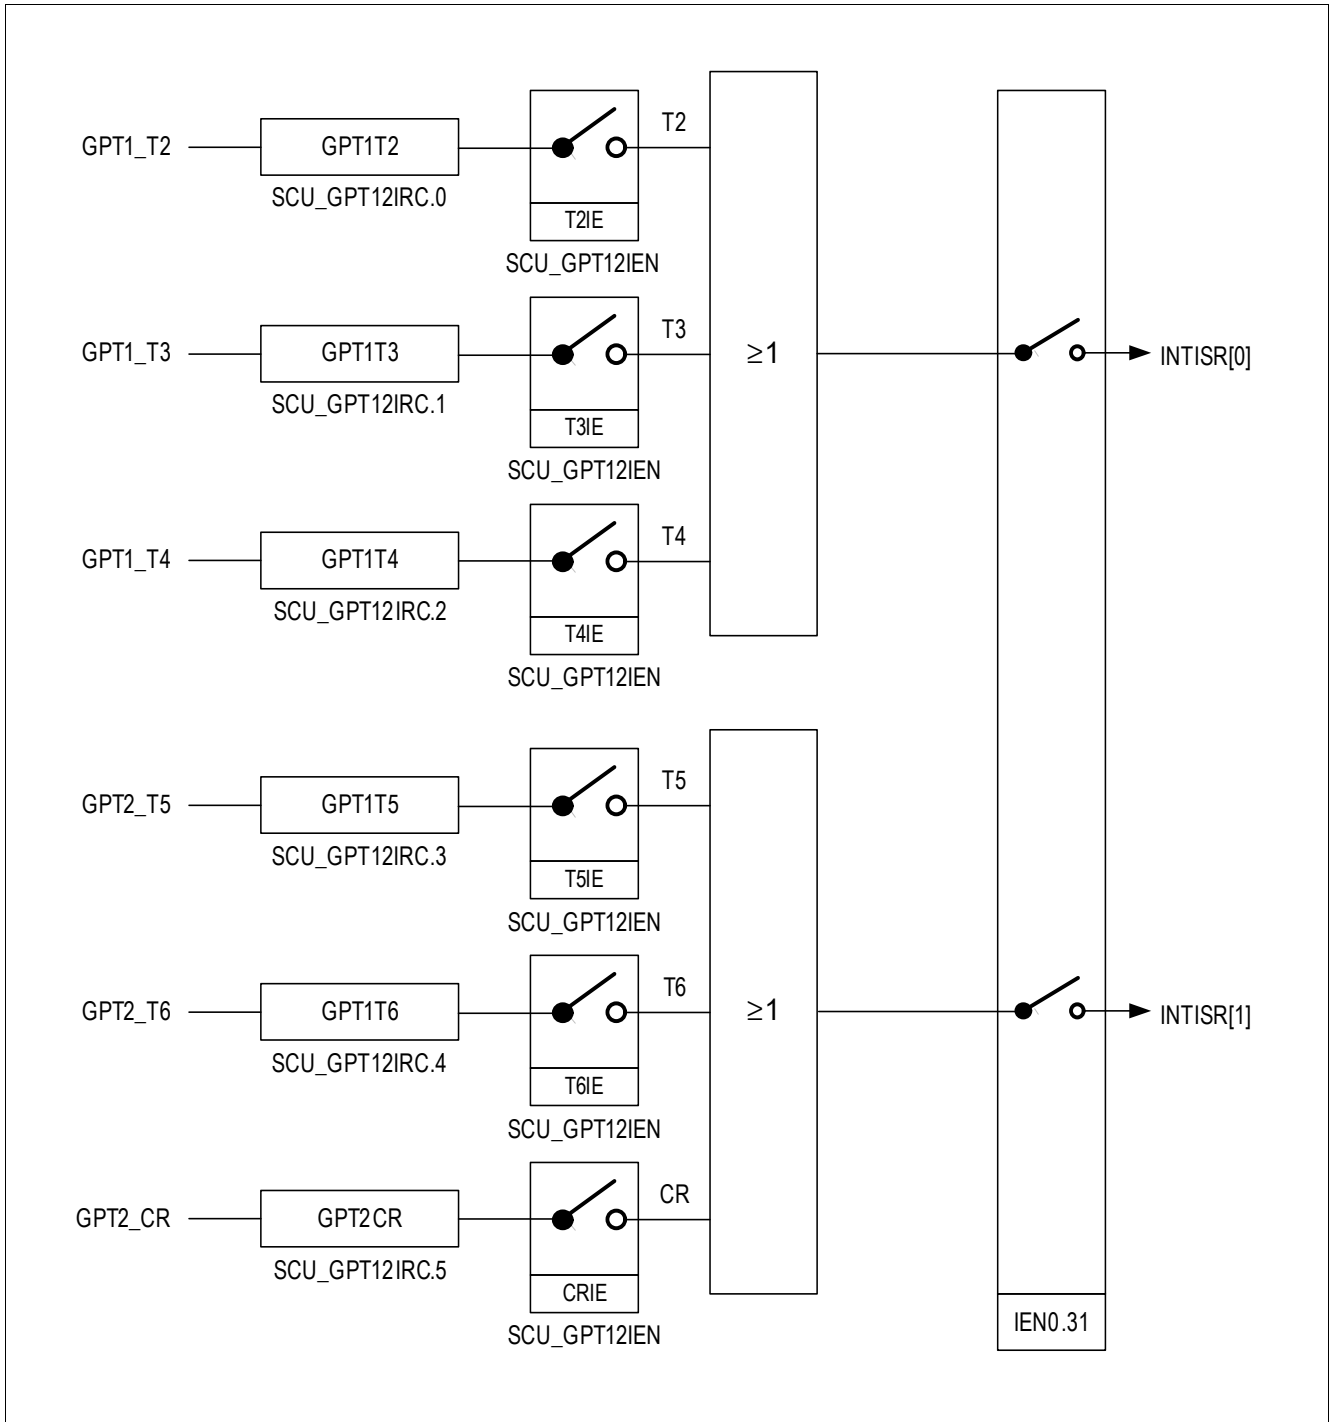 T2
GPT1_T2
GPT1T2
SCU_GPT12IRC.0
T2IE
SCU_GPT12IEN
T3
GPT1_T3
GPT1T3
≥1
INTISR[0]
SCU_GPT12IRC.1
T3IE
SCU_GPT12IEN
T4
GPT1_T4
GPT1T4
SCU_GPT12IRC.2
T4IE
SCU_GPT12IEN
T5
GPT2_T5
GPT1T5
SCU_GPT12IRC.3
T5IE
SCU_GPT12IEN
T6
GPT2_T6
GPT1T6
≥1
INTISR[1]
SCU_GPT12IRC.4
T6IE
SCU_GPT12IEN
CR
GPT2_CR
GPT2CR
SCU_GPT12IRC.5
CRIE
IEN0.31
SCU_GPT12IEN